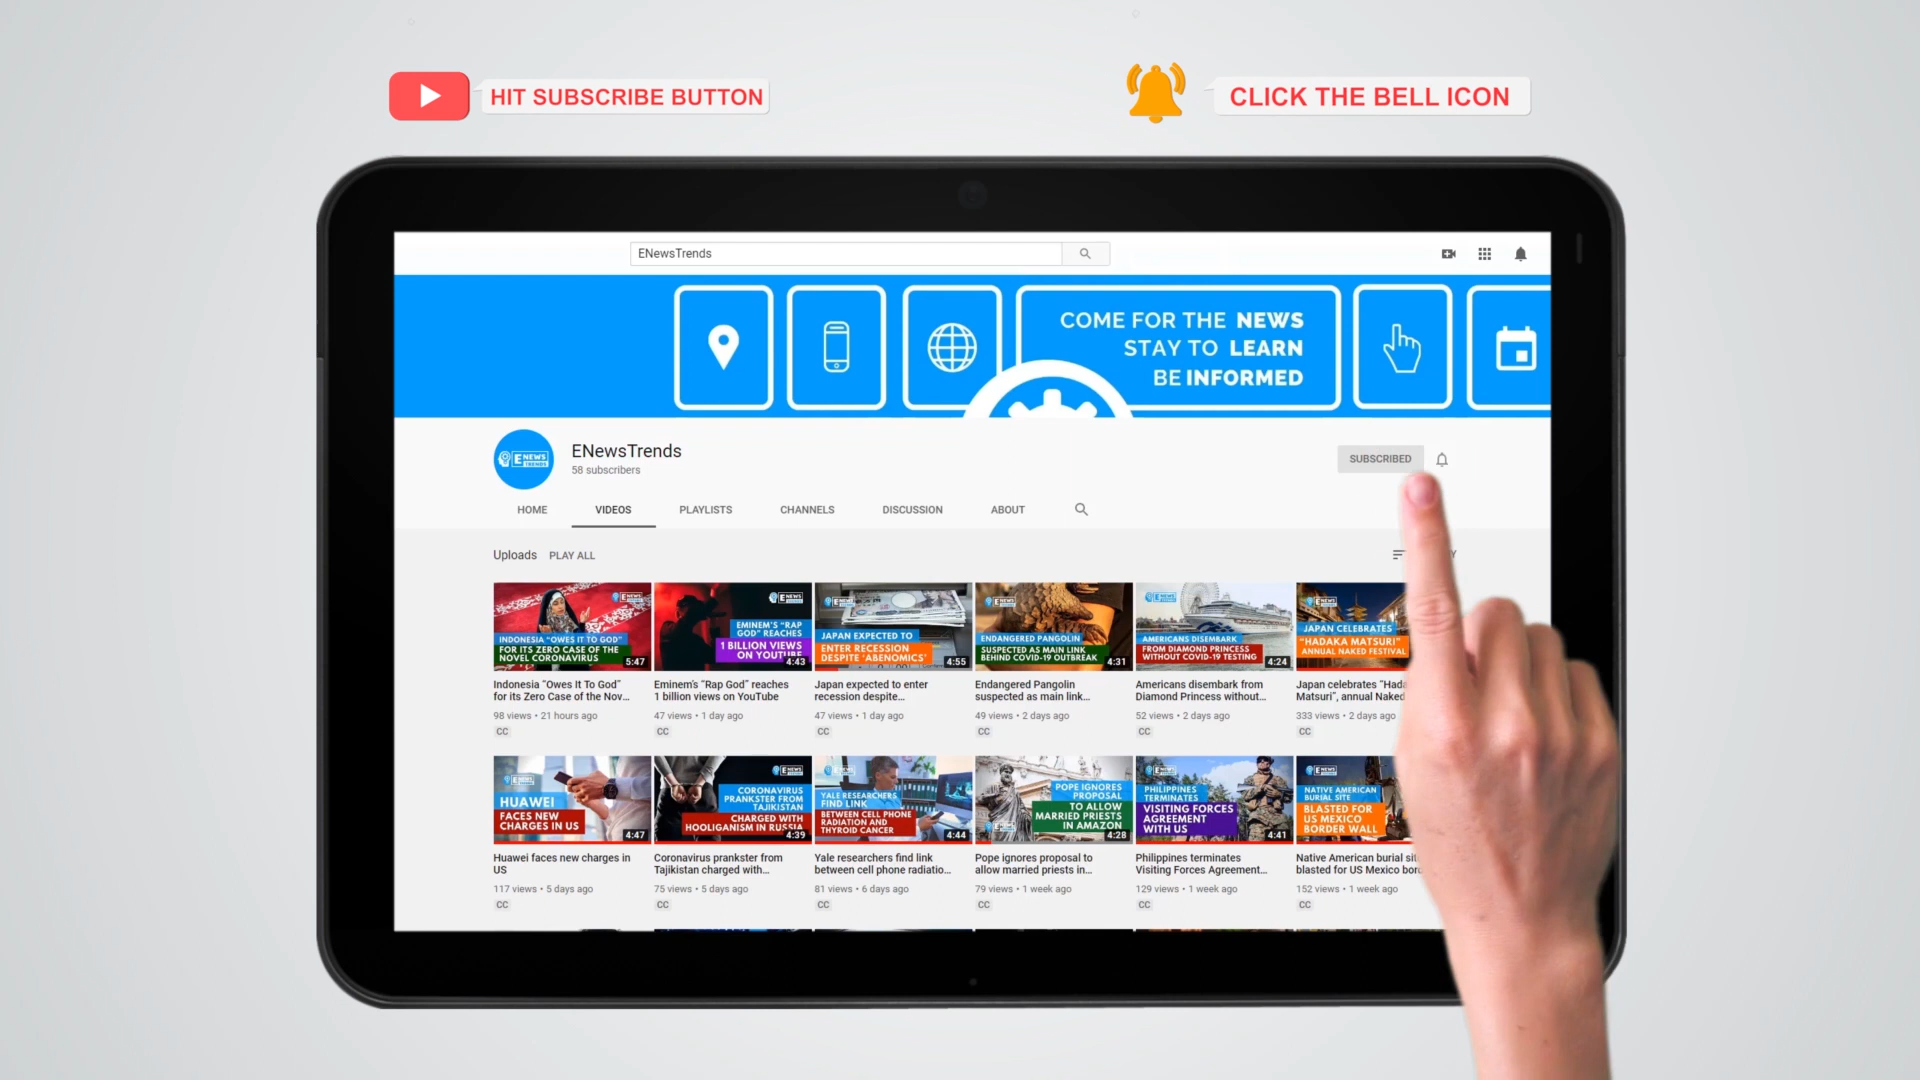 HIT SUBSCRIBE BUTTON
CLICK THE BELL ICON
ENewsTrends
COME FOR THE NEWS
STAY TO LEARN
BE INFORMED
E NEWS
TRENDS
ENewsTrends
58 subscribers
SUBSCRIBED
HOME VIDEOS PLAYLISTS CHANNELS DISCUSSION ABOUT
Uploads PLAY ALL
Y
INDONESIA "OWES IT TO GOD"
FOR ITS ZERO CASE OF THE
NOVEL CORONAVIRUS
5:47
EMINEM'S "RAP
GOD" REACHES
1 BILLION VIEWS
ON YOUTUBE
4:43
JAPAN EXPECTED TO
ENTER RECESSION
DESPITE 'ABENOMICS'
4:55
ENDANGERED PANGOLIN
SUSPECTED AS MAIN LINK
BEHIND COVID-19 OUTBREAK
4:31
AMERICANS DISEMBARK
FROM DIAMOND PRINCESS
WITHOUT COVID-19 TESTING
4:24
JAPAN CELEBRATES
"HADAKA MATSURI"
ANNUAL NAKED FESTIVAL
Indonesia "Owes It To God"
for its Zero Case of the Nov...
98 views • 21 hours ago
CC
Eminem's "Rap God" reaches
1 billion views on YouTube
47 views • 1 day ago
CC
Japan expected to enter
recession despite...
47 views • 1 day ago
CC
Endangered Pangolin
suspected as main link...
49 views • 2 days ago
CC
Americans disembark from
Diamond Princess without...
52 views • 2 days ago
CC
Japan celebrates "Hada
Matsuri", annual Naked
333 views • 2 days ago
CC
HUAWEI
FACES NEW
CHARGES IN US
4:47
CORONAVIRUS
PRANKSTER FROM
TAJIKISTAN
CHARGED WITH
HOOLIGANISM IN RUSSIA
4:39
YALE RESEARCHERS
FIND LINK
BETWEEN CELL PHONE
RADIATION AND
THYROID CANCER
4:44
POPE IGNORES
PROPOSAL
TO ALLOW
MARRIED PRIESTS
IN AMAZON
4:28
PHILIPPINES
TERMINATES
VISITING FORCES
AGREEMENT
WITH US
4:41
NATIVE AMERICAN
BURIAL SITE
BLASTED FOR
US MEXICO
BORDER WALL
Huawei faces new charges in
US
117 views • 5 days ago
CC
Coronavirus prankster from
Tajikistan charged with...
75 views • 5 days ago
CC
Yale researchers find link
between cell phone radiatio...
81 views • 6 days ago
CC
Pope ignores proposal to
allow married priests in...
79 views • 1 week ago
CC
Philippines terminates
Visiting Forces Agreement...
129 views • 1 week ago
CC
Native American burial sit
blasted for US Mexico bor
152 views • 1 week ago
CC